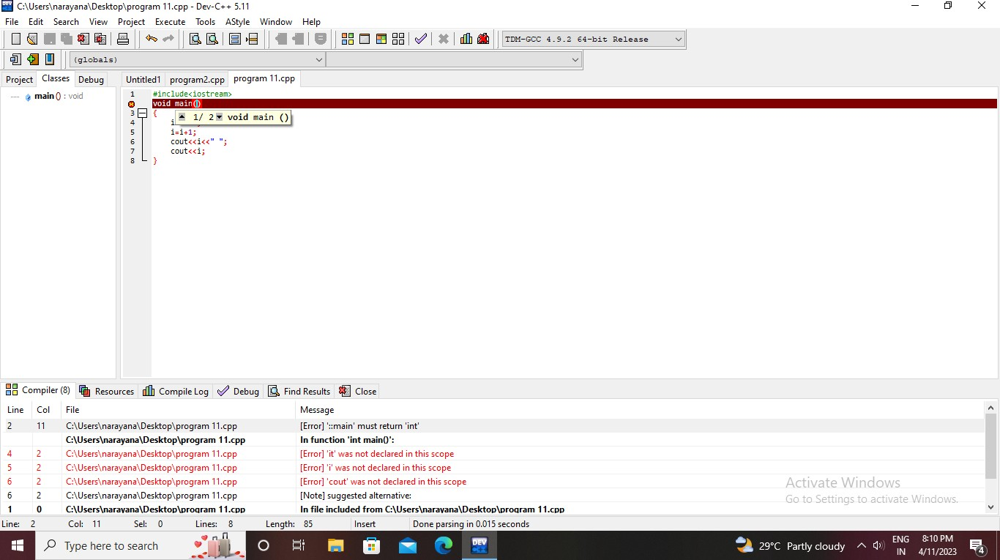 C:\Users\narayana\Desktop\program 11.cpp - Dev-C++ 5.11
File Edit Search View Project Execute Tools AStyle Window Help
TDM-GCC 4.9.2 64-bit Release
(globals)
Project Classes Debug Untitled1 program2.cpp program 11.cpp
main () : void
1 #include<iostream>
void main()
3 {
1/ 2 void main ()
4 i
5 i=i+1;
6 cout<<i<<" ";
7 cout<<i;
8 }
Compiler (8) Resources Compile Log Debug Find Results Close
Line Col File Message
2 11 C:\Users\narayana\Desktop\program 11.cpp [Error] '::main' must return 'int'
C:\Users\narayana\Desktop\program 11.cpp In function 'int main()':
4 2 C:\Users\narayana\Desktop\program 11.cpp [Error] 'it' was not declared in this scope
5 2 C:\Users\narayana\Desktop\program 11.cpp [Error] 'i' was not declared in this scope
6 2 C:\Users\narayana\Desktop\program 11.cpp [Error] 'cout' was not declared in this scope
6 2 C:\Users\narayana\Desktop\program 11.cpp [Note] suggested alternative:
1 0 C:\Users\narayana\Desktop\program 11.cpp In file included from C:\Users\narayana\Desktop\program 11.cpp
Activate Windows
Go to Settings to activate Windows.
Line: 2 Col: 11 Sel: 0 Lines: 8 Length: 85 Insert Done parsing in 0.015 seconds
Type here to search
DEV
29°C Partly cloudy
ENG
IN
8:10 PM
4/11/2023
4